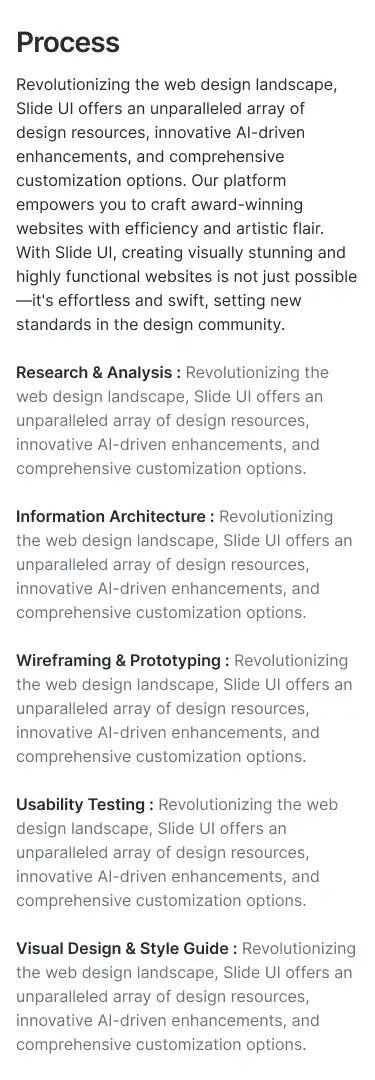 Process
Revolutionizing the web design landscape,
Slide UI offers an unparalleled array of
design resources, innovative AI-driven
enhancements, and comprehensive
customization options. Our platform
empowers you to craft award-winning
websites with efficiency and artistic flair.
With Slide UI, creating visually stunning and
highly functional websites is not just possible
—it's effortless and swift, setting new
standards in the design community.
Research & Analysis : Revolutionizing the
web design landscape, Slide UI offers an
unparalleled array of design resources,
innovative AI-driven enhancements, and
comprehensive customization options.
Information Architecture : Revolutionizing
the web design landscape, Slide UI offers an
unparalleled array of design resources,
innovative AI-driven enhancements, and
comprehensive customization options.
Wireframing & Prototyping : Revolutionizing
the web design landscape, Slide UI offers an
unparalleled array of design resources,
innovative AI-driven enhancements, and
comprehensive customization options.
Usability Testing : Revolutionizing the web
design landscape, Slide UI offers an
unparalleled array of design resources,
innovative AI-driven enhancements, and
comprehensive customization options.
Visual Design & Style Guide : Revolutionizing
the web design landscape, Slide UI offers an
unparalleled array of design resources,
innovative AI-driven enhancements, and
comprehensive customization options.